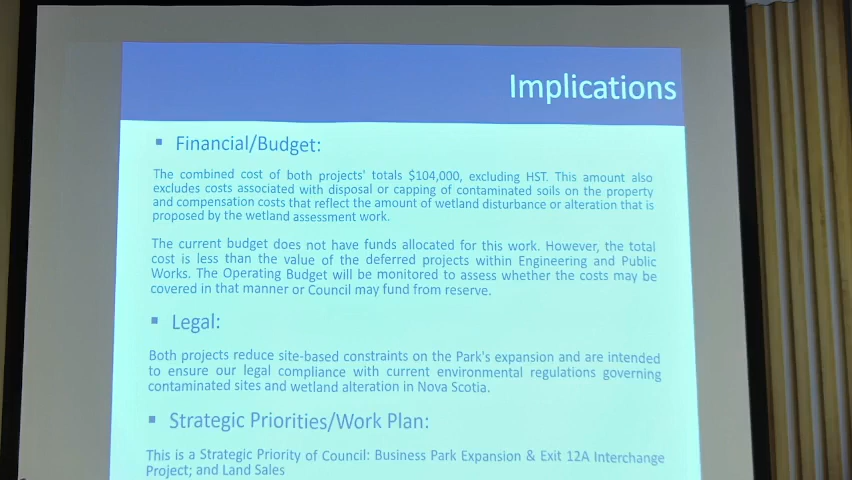 Implications
▪ Financial/Budget:
The combined cost of both projects' totals $104,000, excluding HST. This amount also
excludes costs associated with disposal or capping of contaminated soils on the property
and compensation costs that reflect the amount of wetland disturbance or alteration that is
proposed by the wetland assessment work.
The current budget does not have funds allocated for this work. However, the total
cost is less than the value of the deferred projects within Engineering and Public
Works. The Operating Budget will be monitored to assess whether the costs may be
covered in that manner or Council may fund from reserve.
▪ Legal:
Both projects reduce site-based constraints on the Park's expansion and are intended
to ensure our legal compliance with current environmental regulations governing
contaminated sites and wetland alteration in Nova Scotia.
▪ Strategic Priorities/Work Plan:
This is a Strategic Priority of Council: Business Park Expansion & Exit 12A Interchange
Project; and Land Sales